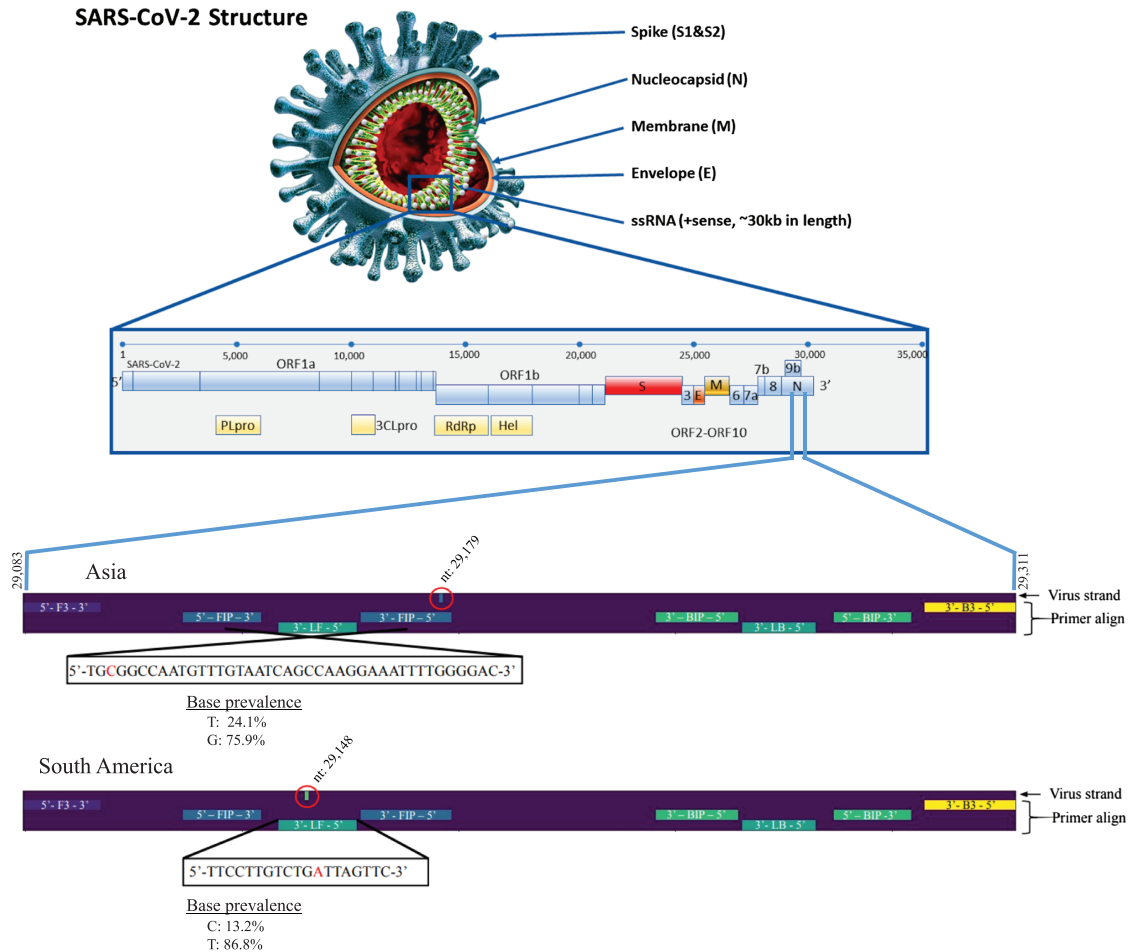 SARS-CoV-2 Structure
Spike (S1&S2)
Nucleocapsid (N)
Membrane (M)
Envelope (E)
ssRNA (+sense, ~30kb in length)
1 5,000 10,000 15,000 20,000 25,000 30,000 35,000
SARS-CoV-2
ORF1a
ORF1b
7b 9b
5’ S 3 E M 6 7a 8 N 3’
PLpro 3CLpro RdRp Hel ORF2-ORF10
29,083
29,311
Asia
nt: 29,179
Virus strand
5’- F3 - 3’
3’- B3 - 5’
Primer align
5’ – FIP – 3’ 3’ – FIP – 5’ 3’ – BIP – 5’ 5’ – BIP -3’
3’- LF - 5’ 3’- LB - 5’
5’-TGCGGCCAATGTTTGTAATCAGCCAAGGAAATTTTGGGGAC-3’
Base prevalence
T: 24.1%
G: 75.9%
South America
nt: 29,148
Virus strand
5’- F3 - 3’
3’- B3 - 5’
Primer align
5’ – FIP – 3’ 3’ – FIP – 5’ 3’ – BIP – 5’ 5’ – BIP -3’
3’- LF - 5’ 3’- LB - 5’
5’-TTCCTTGTCTGATTAGTTC-3’
Base prevalence
C: 13.2%
T: 86.8%